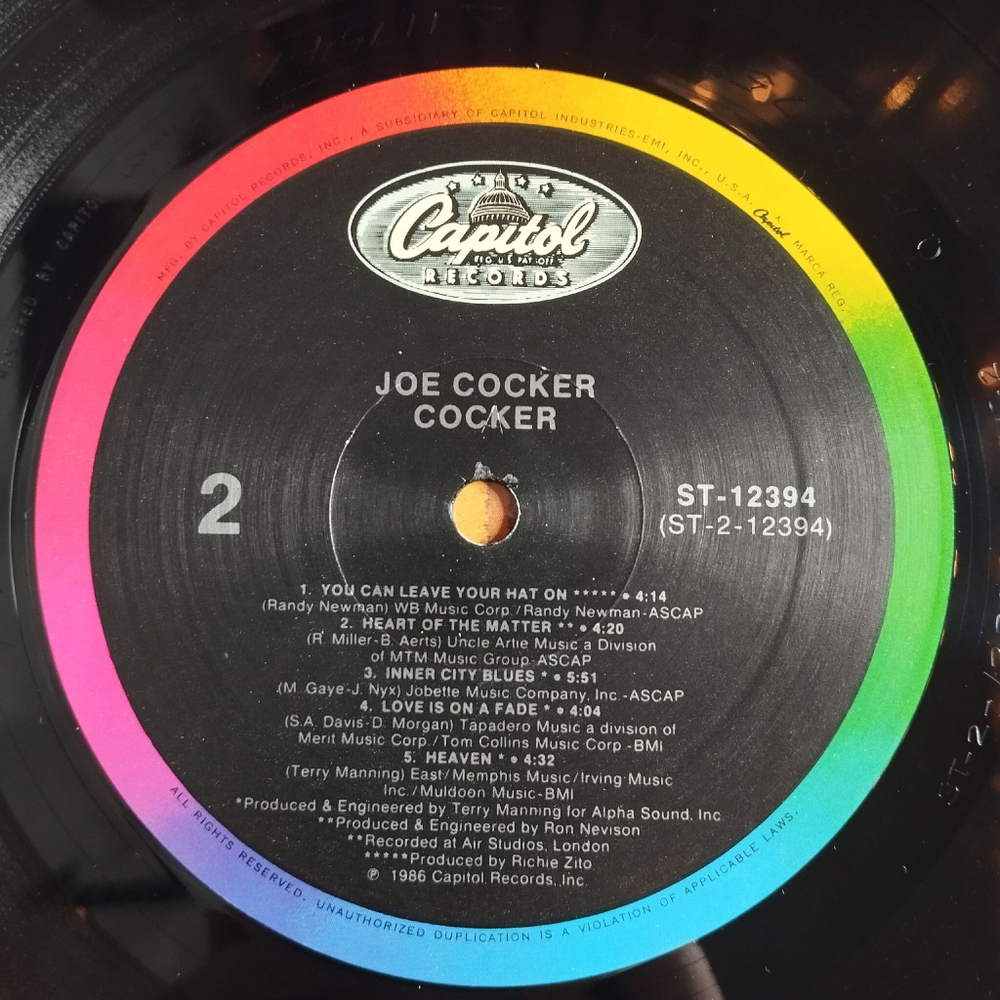 MFG. BY CAPITOL RECORDS, INC., A SUBSIDIARY OF CAPITOL INDUSTRIES-EMI, INC., U.S.A. Capitol MARCA REG.
Capitol
REG. U.S. PAT. OFF.
RECORDS
JOE COCKER
COCKER
2
ST-12394
(ST-2-12394)
1. YOU CAN LEAVE YOUR HAT ON ***** • 4:14
(Randy Newman) WB Music Corp./Randy Newman-ASCAP
2. HEART OF THE MATTER ** • 4:20
(R. Miller-B. Aerts) Uncle Artie Music a Division
of MTM Music Group-ASCAP
3. INNER CITY BLUES * • 5:51
(M. Gaye-J. Nyx) Jobette Music Company, Inc.-ASCAP
4. LOVE IS ON A FADE * • 4:04
(S.A. Davis-D. Morgan) Tapadero Music a division of
Merit Music Corp./Tom Collins Music Corp.-BMI
5. HEAVEN * • 4:32
(Terry Manning) East/Memphis Music/Irving Music
Inc./Muldoon Music-BMI
*Produced & Engineered by Terry Manning for Alpha Sound, Inc.
**Produced & Engineered by Ron Nevison
**Recorded at Air Studios, London
*****Produced by Richie Zito
℗ 1986 Capitol Records, Inc.
ALL RIGHTS RESERVED. UNAUTHORIZED DUPLICATION IS A VIOLATION OF APPLICABLE LAWS.